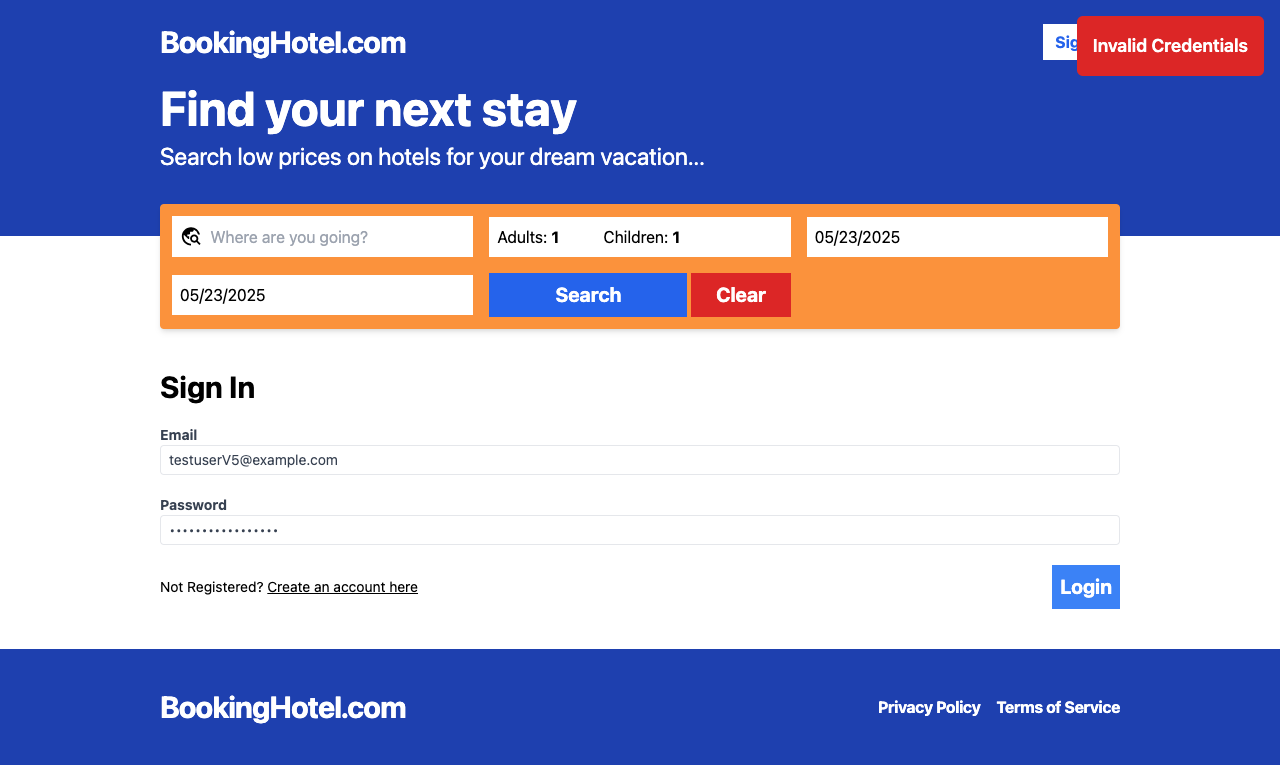 BookingHotel.com
Sig
Invalid Credentials
Find your next stay
Search low prices on hotels for your dream vacation...
Where are you going?
Adults: 1 Children: 1
05/23/2025
05/23/2025
Search
Clear
Sign In
Email
testuserV5@example.com
Password
•••••••••••••••••
Not Registered? Create an account here
Login
BookingHotel.com
Privacy Policy Terms of Service